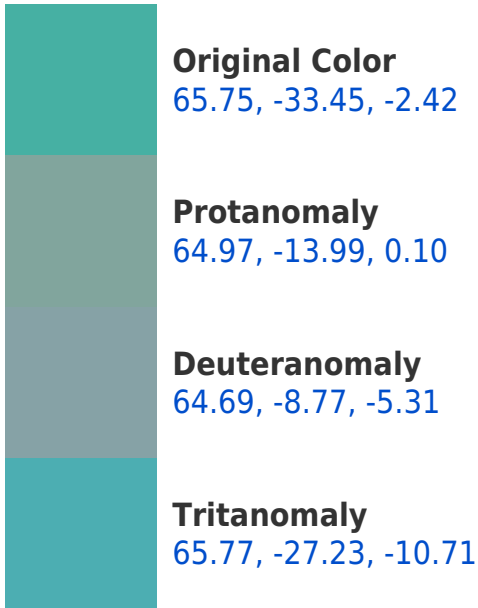 Original Color
65.75, -33.45, -2.42
Protanomaly
64.97, -13.99, 0.10
Deuteranomaly
64.69, -8.77, -5.31
Tritanomaly
65.77, -27.23, -10.71